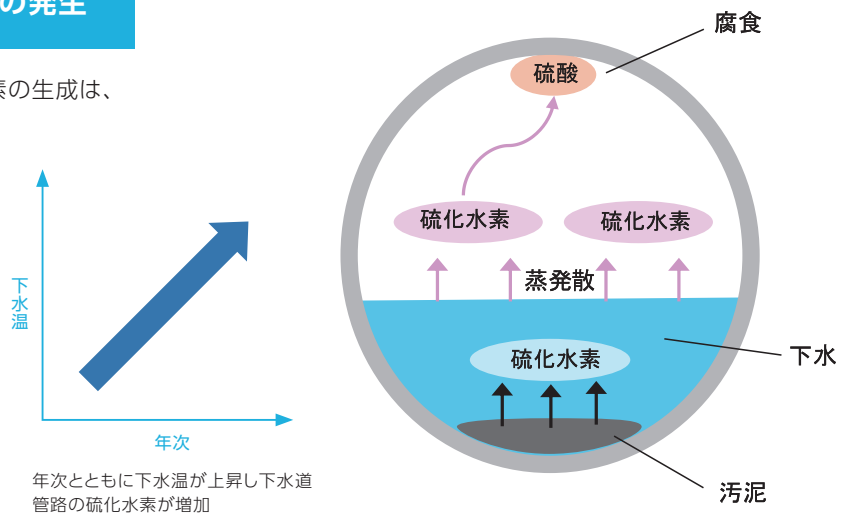 の発生
素の生成は、
下水温
年次
年次とともに下水温が上昇し下水道
管路の硫化水素が増加
腐食
硫酸
硫化水素
硫化水素
蒸発散
硫化水素
下水
汚泥